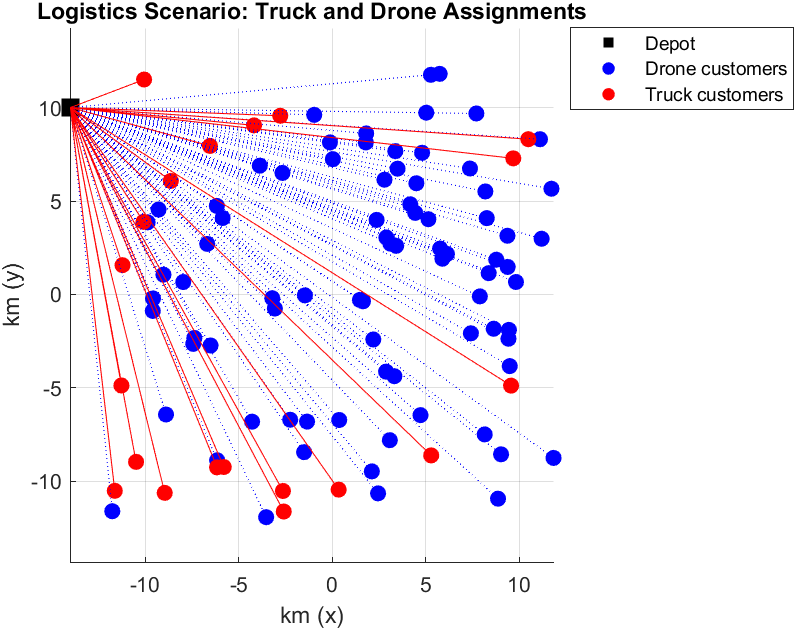 Logistics Scenario: Truck and Drone Assignments
Depot
Drone customers
Truck customers
10
5
0
-5
-10
km (y)
-10
-5
0
5
10
km (x)